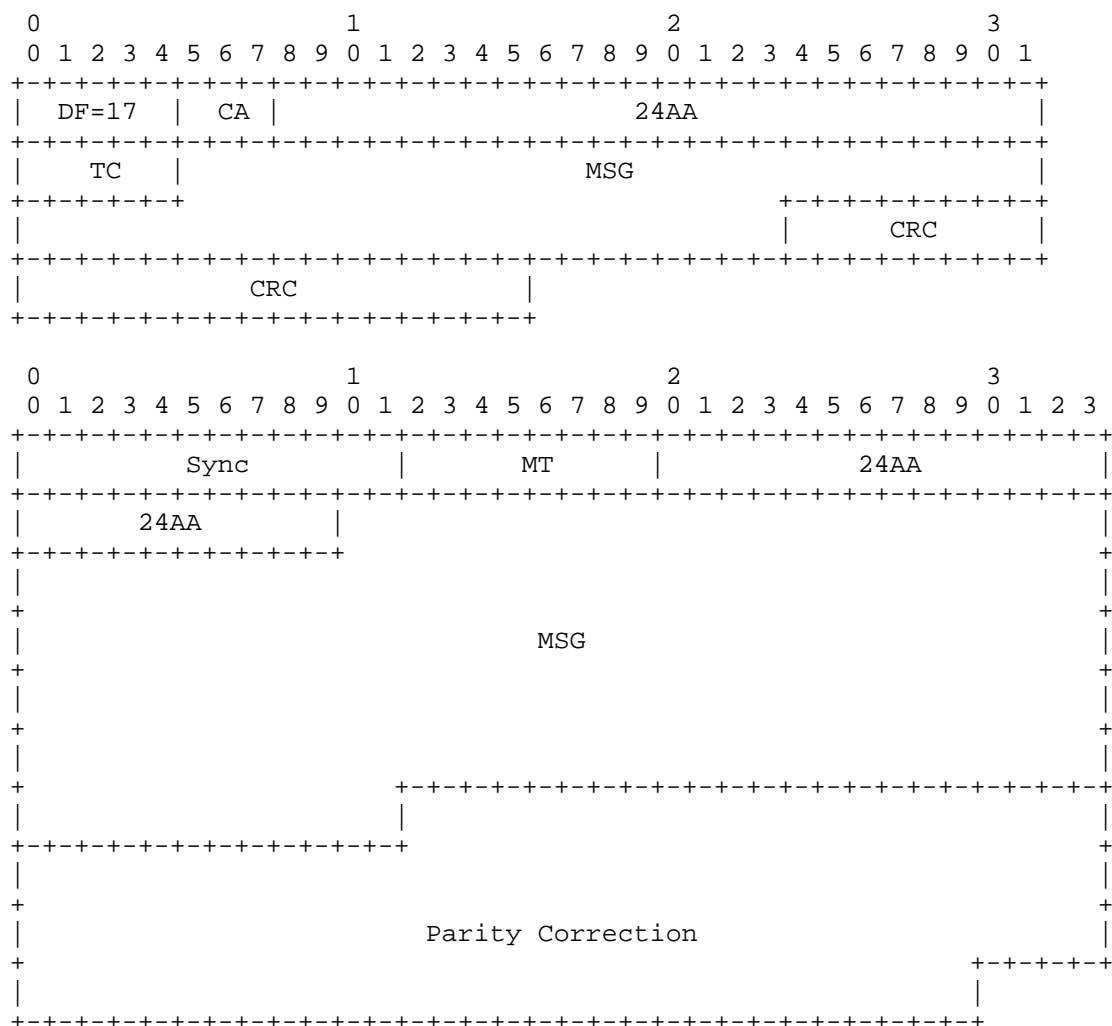 0                   1                   2                   3
 0 1 2 3 4 5 6 7 8 9 0 1 2 3 4 5 6 7 8 9 0 1 2 3 4 5 6 7 8 9 0 1
+-+-+-+-+-+-+-+-+-+-+-+-+-+-+-+-+-+-+-+-+-+-+-+-+-+-+-+-+-+-+-+-+
|  DF=17  |  CA |                      24AA                     |
+-+-+-+-+-+-+-+-+-+-+-+-+-+-+-+-+-+-+-+-+-+-+-+-+-+-+-+-+-+-+-+-+
|    TC   |                         MSG                         |
+-+-+-+-+-+                                     +-+-+-+-+-+-+-+-+
|                                               |      CRC      |
+-+-+-+-+-+-+-+-+-+-+-+-+-+-+-+-+-+-+-+-+-+-+-+-+-+-+-+-+-+-+-+-+
|              CRC              |
+-+-+-+-+-+-+-+-+-+-+-+-+-+-+-+-+
 0                   1                   2                   3
 0 1 2 3 4 5 6 7 8 9 0 1 2 3 4 5 6 7 8 9 0 1 2 3 4 5 6 7 8 9 0 1 2 3
+-+-+-+-+-+-+-+-+-+-+-+-+-+-+-+-+-+-+-+-+-+-+-+-+-+-+-+-+-+-+-+-+-+-+
|          Sync         |       MT      |            24AA           |
+-+-+-+-+-+-+-+-+-+-+-+-+-+-+-+-+-+-+-+-+-+-+-+-+-+-+-+-+-+-+-+-+-+-+
|       24AA        |                                               |
+-+-+-+-+-+-+-+-+-+-+                                               +
|                                                                   |
+                                                                   +
|                                MSG                                |
+                                                                   +
|                                                                   |
+                                                                   +
|                                                                   |
+                       +-+-+-+-+-+-+-+-+-+-+-+-+-+-+-+-+-+-+-+-+-+-+
|                       |                                           |
+-+-+-+-+-+-+-+-+-+-+-+-+                                           +
|                                                                   |
+                                                                   +
|                         Parity Correction                         |
+                                                           +-+-+-+-+
|                                                           |
+-+-+-+-+-+-+-+-+-+-+-+-+-+-+-+-+-+-+-+-+-+-+-+-+-+-+-+-+-+-+